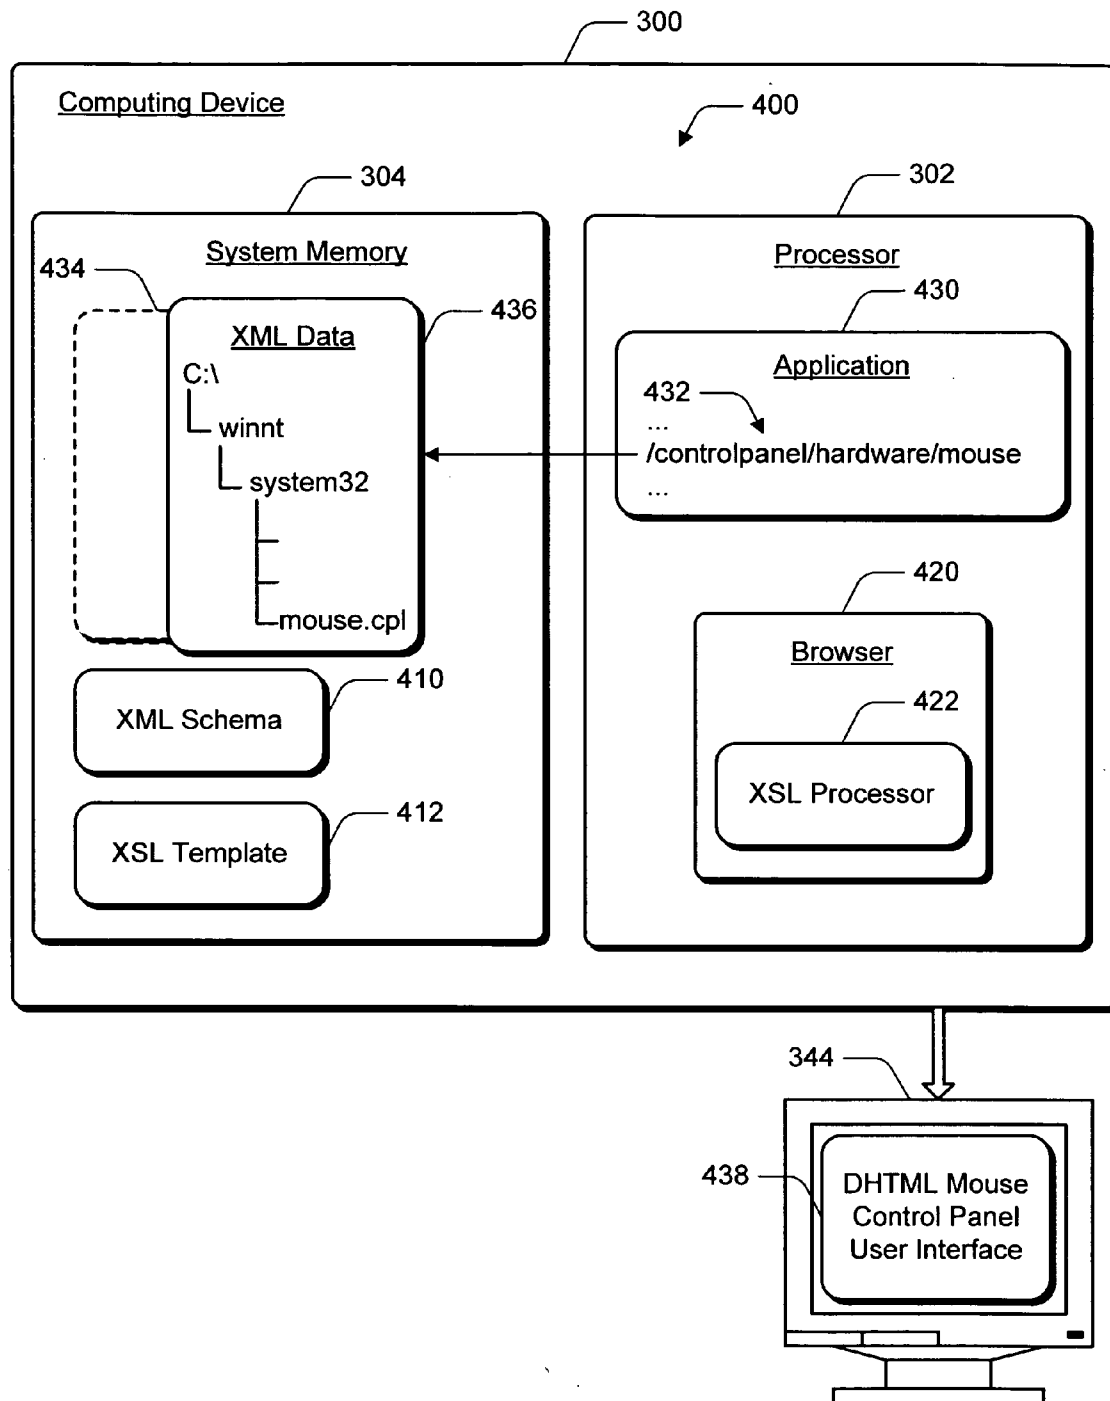 300
Computing Device
400
304
302
System Memory
Processor
434
436
430
XML Data
Application
C:\
432
winnt
...
/controlpanel/hardware/mouse
system32
...
mouse.cpl
420
Browser
410
XML Schema
422
XSL Processor
412
XSL Template
344
438
DHTML Mouse
Control Panel
User Interface